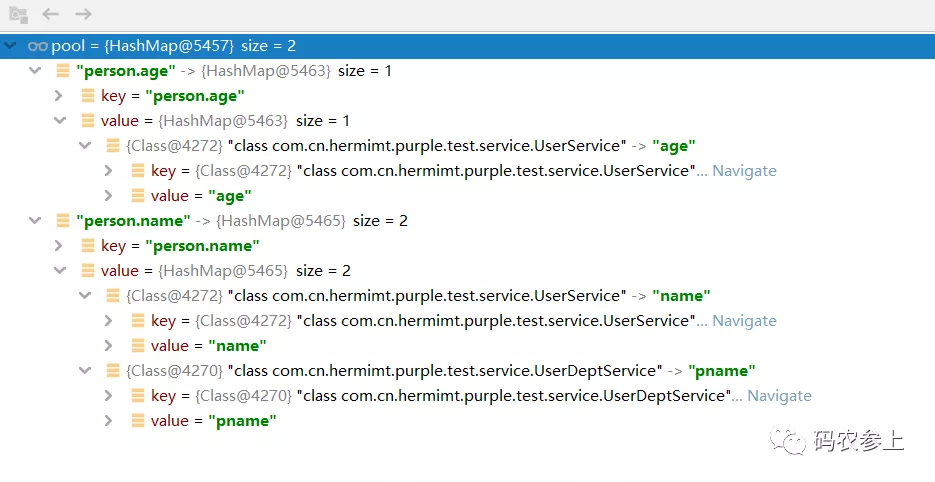 pool = {HashMap@5457} size = 2
"person.age" -> {HashMap@5463} size = 1
key = "person.age"
value = {HashMap@5463} size = 1
{Class@4272} "class com.cn.hermimt.purple.test.service.UserService" -> "age"
key = {Class@4272} "class com.cn.hermimt.purple.test.service.UserService"... Navigate
value = "age"
"person.name" -> {HashMap@5465} size = 2
key = "person.name"
value = {HashMap@5465} size = 2
{Class@4272} "class com.cn.hermimt.purple.test.service.UserService" -> "name"
key = {Class@4272} "class com.cn.hermimt.purple.test.service.UserService"... Navigate
value = "name"
{Class@4270} "class com.cn.hermimt.purple.test.service.UserDeptService" -> "pname"
key = {Class@4270} "class com.cn.hermimt.purple.test.service.UserDeptService"... Navigate
value = "pname"
码农参上